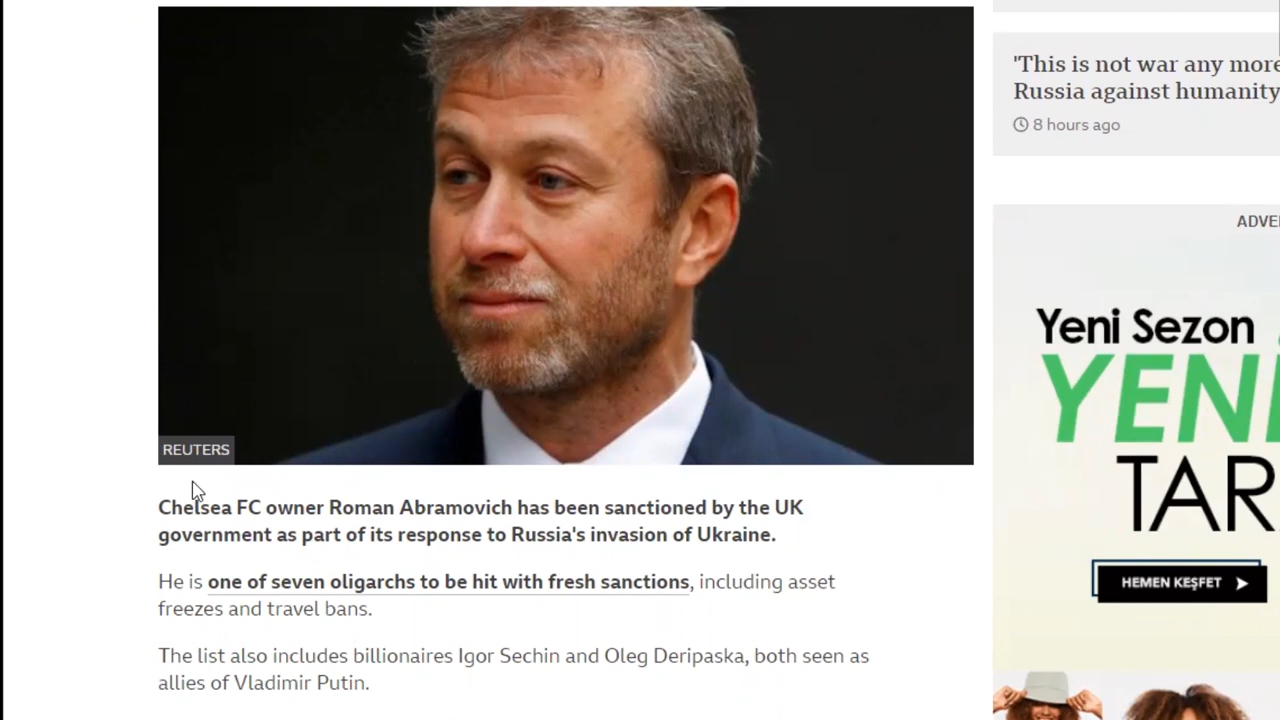 REUTERS
Chelsea FC owner Roman Abramovich has been sanctioned by the UK
government as part of its response to Russia's invasion of Ukraine.
He is one of seven oligarchs to be hit with fresh sanctions, including asset
freezes and travel bans.
The list also includes billionaires Igor Sechin and Oleg Deripaska, both seen as
allies of Vladimir Putin.
'This is not war any more
Russia against humanity
8 hours ago
ADVE
Yeni Sezon
YENİ
TAR
HEMEN KEŞFET